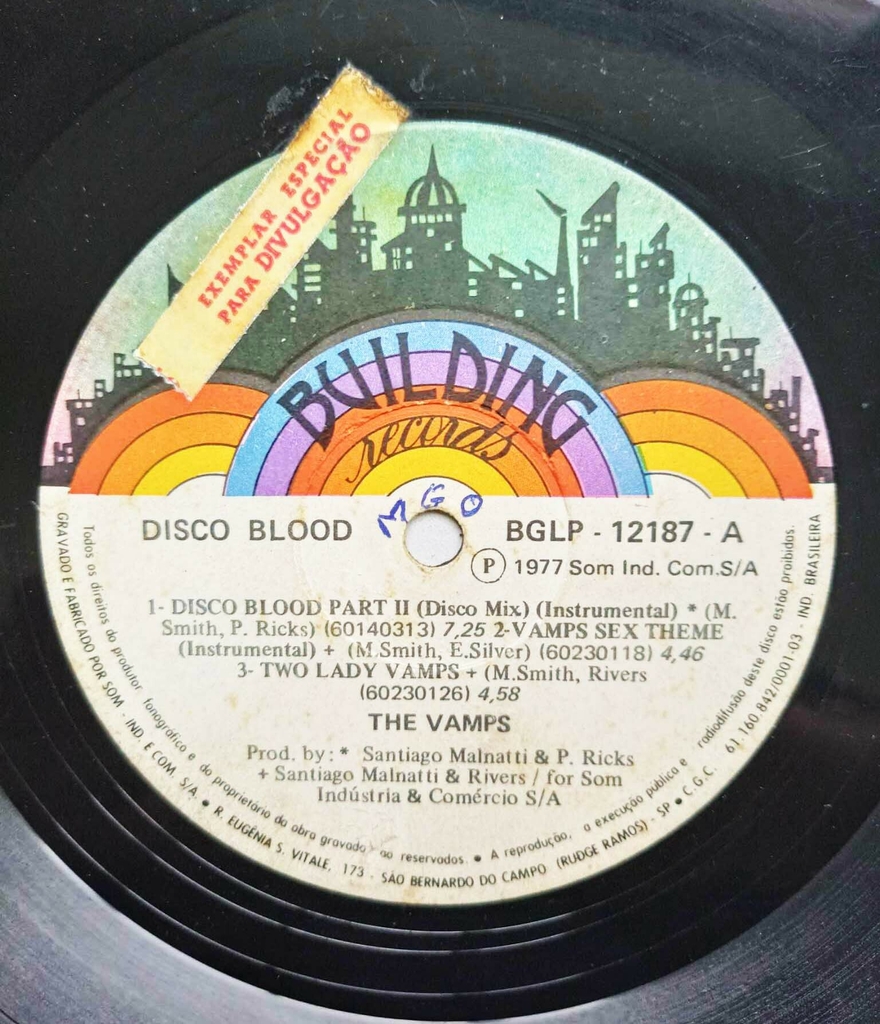 EXEMPLAR ESPECIAL
PARA DIVULGAÇÃO
BUILDING
records
MGO
DISCO BLOOD
BGLP - 12187 - A
P 1977 Som Ind. Com.S/A
1- DISCO BLOOD PART II (Disco Mix) (Instrumental) * (M.
Smith, P. Ricks) (60140313) 7,25 2-VAMPS SEX THEME
(Instrumental) + (M.Smith, E.Silver) (60230118) 4,46
3- TWO LADY VAMPS + (M.Smith, Rivers
(60230126) 4,58
THE VAMPS
Prod. by: * Santiago Malnatti & P. Ricks
+ Santiago Malnatti & Rivers / for Som
Indústria & Comércio S/A
Todos os direitos do produtor fonográfico e do proprietário da obra gravada são reservados. • A reprodução, a execução pública e radiodifusão deste disco estão proibidas.
GRAVADO E FABRICADO POR SOM - IND. E COM. S/A. • R. EUGÊNIA S. VITALE, 173 - SÃO BERNARDO DO CAMPO (RUDGE RAMOS) - SP • C.G.C. 61.160.842/0001-03 - IND. BRASILEIRA